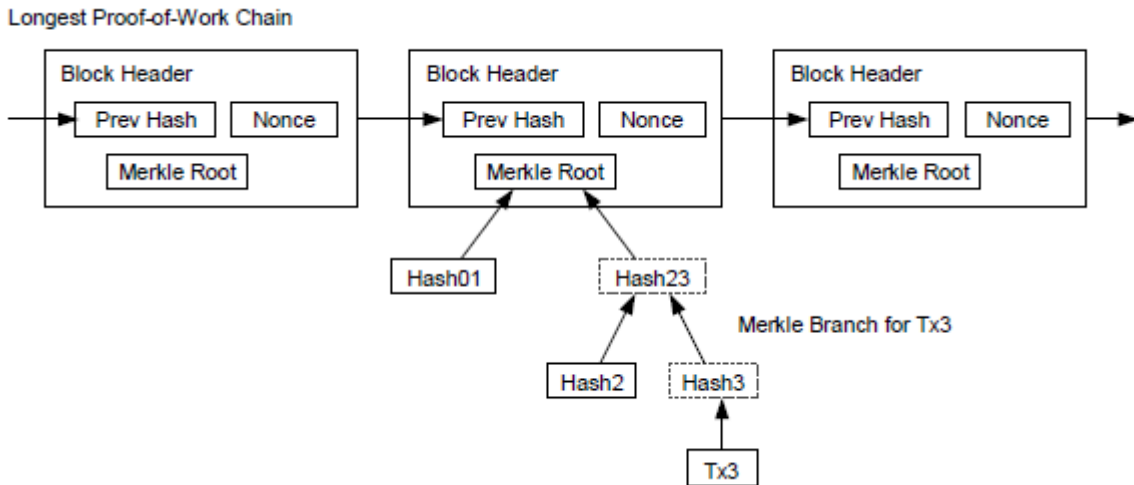 Longest Proof-of-Work Chain
Block Header
Prev Hash
Nonce
Merkle Root
Block Header
Prev Hash
Nonce
Merkle Root
Block Header
Prev Hash
Nonce
Merkle Root
Hash01
Hash23
Merkle Branch for Tx3
Hash2
Hash3
Tx3